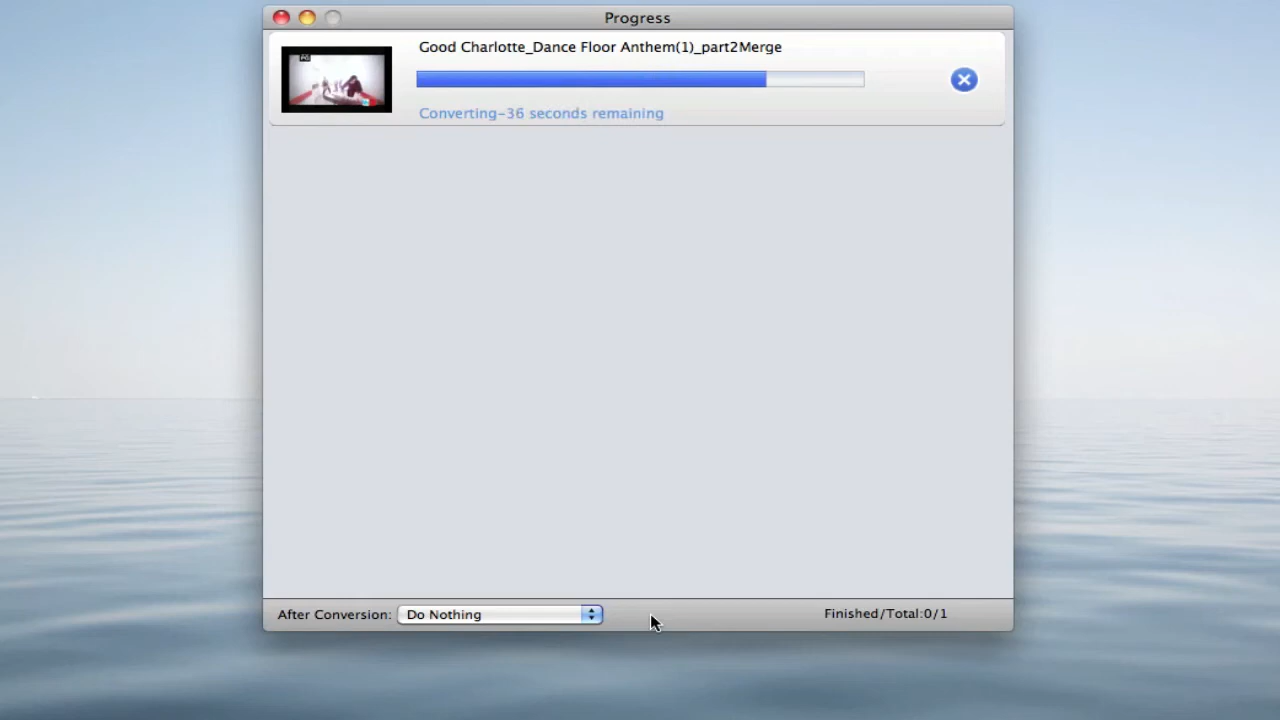 Progress
Good Charlotte_Dance Floor Anthem(1)_part2Merge
Converting-36 seconds remaining
After Conversion: Do Nothing
Finished/Total:0/1